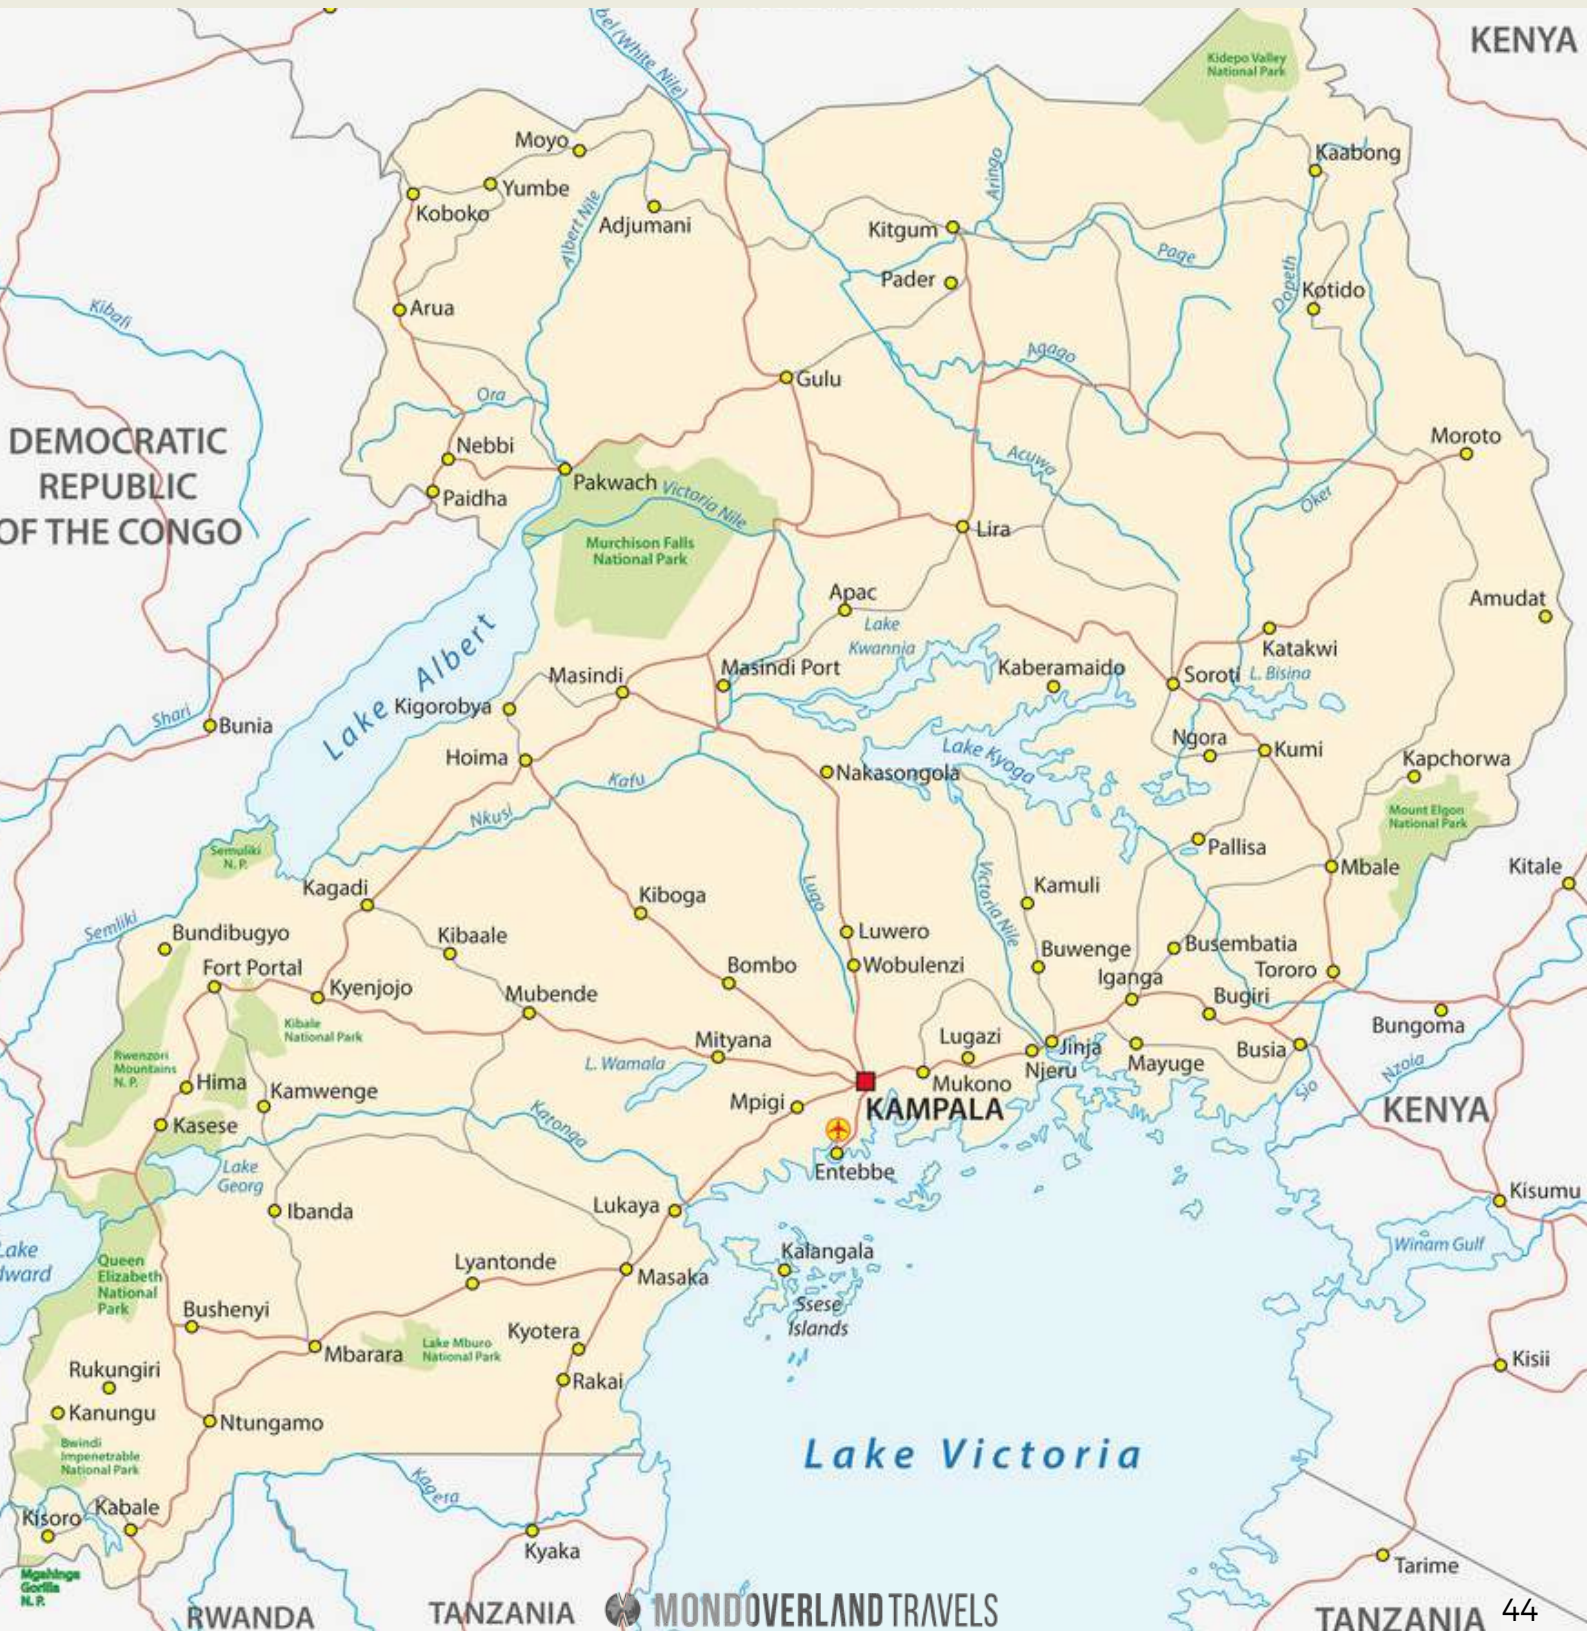 bel (White Nile)
KENYA
Kidepo Valley
National Park
Moyo
Yumbe
Koboko
Adjumani
Albert Nile
Kaabong
Aringo
Kitgum
Page
Pader
Dopeth
Kotido
Arua
Kibali
Agago
Gulu
Ora
DEMOCRATIC
REPUBLIC
OF THE CONGO
Nebbi
Moroto
Acuwa
Pakwach
Victoria Nile
Paidha
Oker
Murchison Falls
National Park
Lira
Apac
Amudat
Lake
Kwannia
Katakwi
Lake Albert
Masindi
Masindi Port
Kaberamaido
Soroti
L. Bisina
Kigorobya
Shari
Bunia
Hoima
Lake Kyoga
Ngora
Kumi
Kapchorwa
Nakasongola
Kafu
Nkusi
Mount Elgon
National Park
Semuliki
N. P.
Pallisa
Mbale
Kitale
Kagadi
Kiboga
Lugo
Victoria Nile
Kamuli
Semliki
Bundibugyo
Kibaale
Luwero
Buwenge
Busembatia
Fort Portal
Bombo
Wobulenzi
Iganga
Tororo
Kyenjojo
Mubende
Bugiri
Kibale
National Park
Bungoma
Mityana
Lugazi
Jinja
Rwenzori
Mountains
N. P.
L. Wamala
Njeru
Mayuge
Busia
Nzoia
Hima
Kamwenge
Mukono
Sio
Mpigi
KAMPALA
KENYA
Kasese
Katonga
Entebbe
Lake
Georg
Kisumu
Ibanda
Lukaya
Lake
dward
Winam Gulf
Queen
Elizabeth
National
Park
Lyantonde
Masaka
Kalangala
Ssese
Islands
Bushenyi
Kyotera
Mbarara
Lake Mburo
National Park
Kisii
Rukungiri
Rakai
Kanungu
Ntungamo
Bwindi
Impenetrable
National Park
Lake Victoria
Kagera
Kabale
Kisoro
Kyaka
Tarime
Mgahinga
Gorilla
N. P.
RWANDA
TANZANIA
MONDOVERLAND TRAVELS
TANZANIA
44